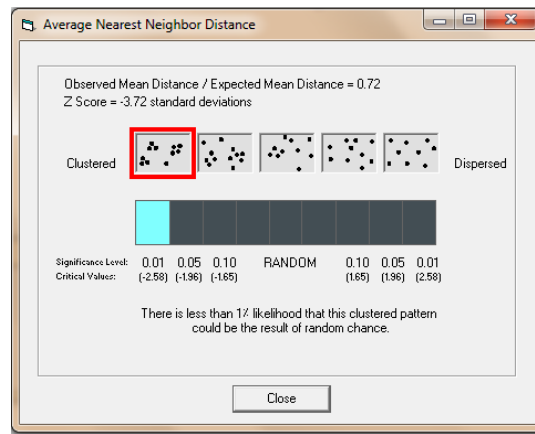 Average Nearest Neighbor Distance
Observed Mean Distance / Expected Mean Distance = 0.72
Z Score = -3.72 standard deviations
Clustered
Dispersed
Significance Level: 0.01 0.05 0.10 RANDOM 0.10 0.05 0.01
Critical Values: (-2.58) (-1.96) (-1.65) (1.65) (1.96) (2.58)
There is less than 1% likelihood that this clustered pattern
could be the result of random chance.
Close